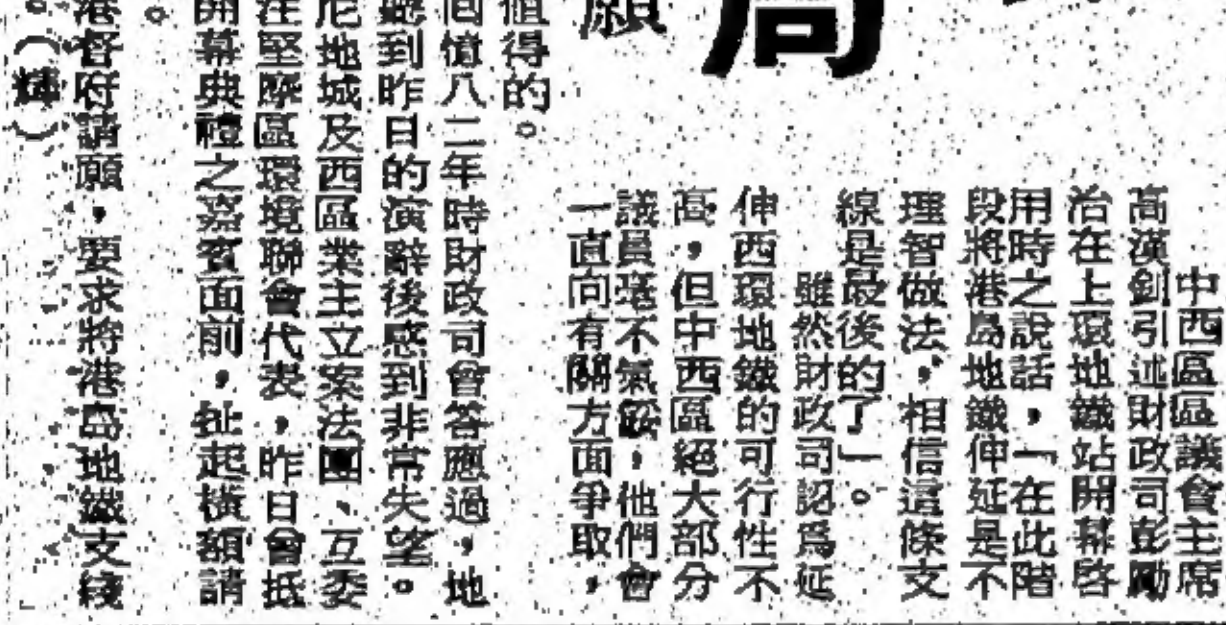 中西區區議會主席
高漢釗引述財政司彭勵
治在上環地鐵站開幕啓
用時之說話，「在此階
段將港島地鐵伸延是不
理智做法，相信這條支
線是最後的了」。
雖然財政司認爲延
伸西環地鐵的可行性不
高，但中西區絕大部分
議員毫不氣餒，他們會
一直向有關方面爭取，
願
局
值得的。
回憶八二年時財政司曾答應過，地
聽到昨日的演辭後感到非常失望。
尼地城及西區業主立案法團、互委
注堅摩區環境聯會代表，昨日曾抵
開幕典禮之嘉賓面前，扯起橫額請
。
港督府請願，要求將港島地鐵支綫
。（輝）